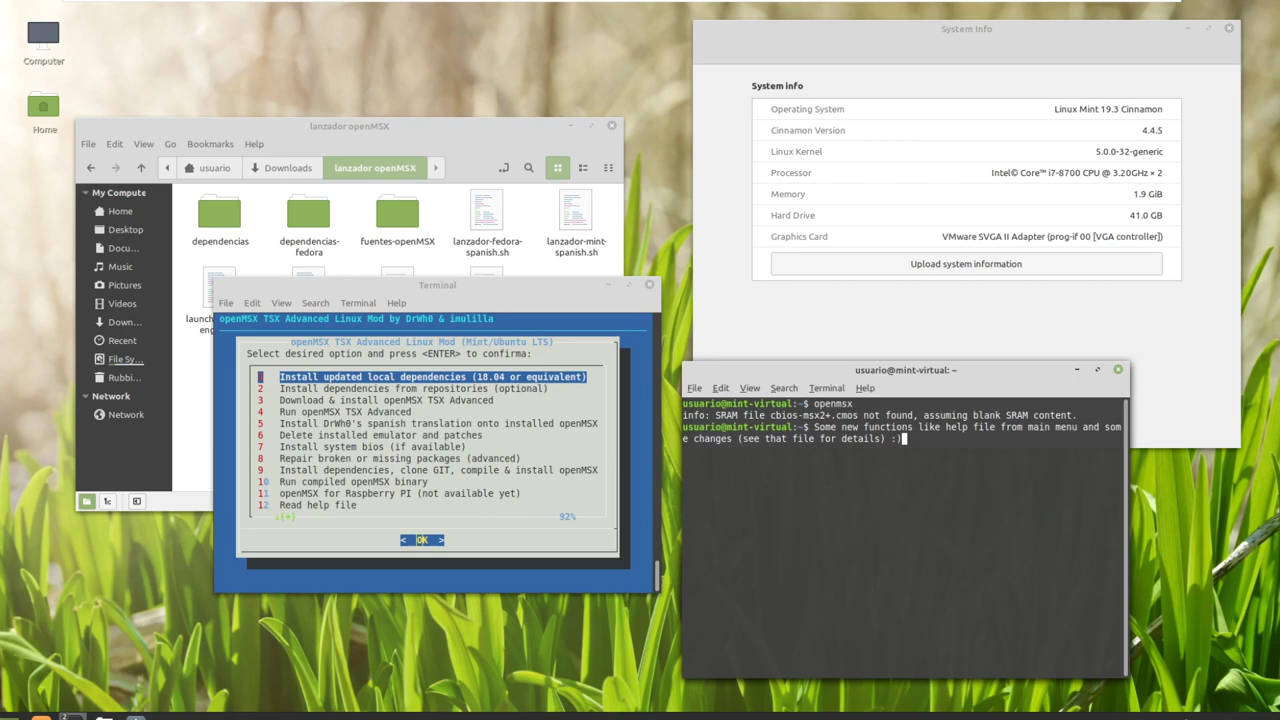 Computer
Home
lanzador openMSX
File Edit View Go Bookmarks Help
usuario Downloads lanzador openMSX
My Compute
Home
Desktop
Docu…
Music
Pictures
Videos
Down…
Recent
File Sy…
Rubbi…
Network
Network
dependencias
dependencias-
fedora
fuentes-openMSX
lanzador-fedora-
spanish.sh
lanzador-mint-
spanish.sh
System Info
System info
Operating System Linux Mint 19.3 Cinnamon
Cinnamon Version 4.4.5
Linux Kernel 5.0.0-32-generic
Processor Intel© Core™ i7-8700 CPU @ 3.20GHz × 2
Memory 1.9 GiB
Hard Drive 41.0 GB
Graphics Card VMware SVGA II Adapter (prog-if 00 [VGA controller])
Upload system information
Terminal
File Edit View Search Terminal Help
openMSX TSX Advanced Linux Mod by DrWh0 & imulilla
openMSX TSX Advanced Linux Mod (Mint/Ubuntu LTS)
Select desired option and press <ENTER> to confirma:
1 Install updated local dependencies (18.04 or equivalent)
2 Install dependencies from repositories (optional)
3 Download & install openMSX TSX Advanced
4 Run openMSX TSX Advanced
5 Install DrWh0's spanish translation onto installed openMSX
6 Delete installed emulator and patches
7 Install system bios (if available)
8 Repair broken or missing packages (advanced)
9 Install dependencies, clone GIT, compile & install openMSX
10 Run compiled openMSX binary
11 openMSX for Raspberry PI (not available yet)
12 Read help file
↓(+) 92%
< OK >
usuario@mint-virtual: ~
File Edit View Search Terminal Help
usuario@mint-virtual:~$ openmsx
info: SRAM file cbios-msx2+.cmos not found, assuming blank SRAM content.
usuario@mint-virtual:~$ Some new functions like help file from main menu and som
e changes (see that file for details) :)